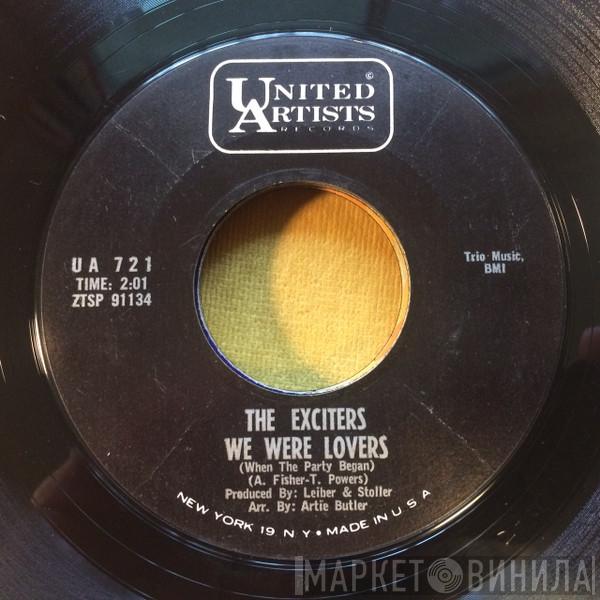 ©
UNITED
ARTISTS
RECORDS
UA 721
TIME: 2:01
ZTSP 91134
Trio Music,
BMI
THE EXCITERS
WE WERE LOVERS
(When The Party Began)
(A. Fisher-T. Powers)
Produced By: Leiber & Stoller
Arr. By: Artie Butler
NEW YORK 19 N Y • MADE IN U S A
МАРКЕТ ВИНИЛА